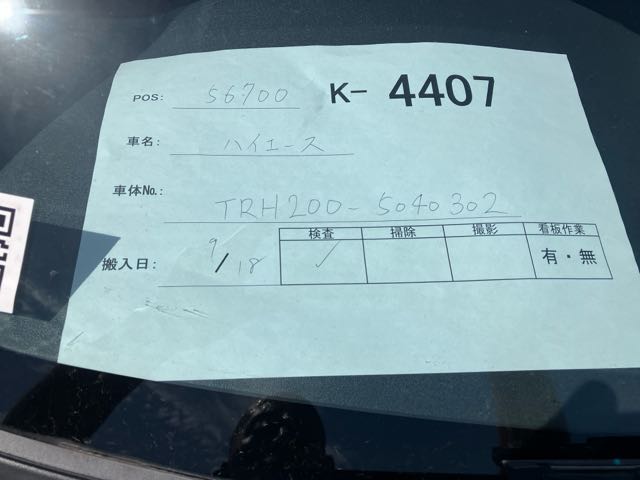 POS: 56700 K- 4407
車名: ハイエース
車体No.: TRH200-5040302
検査 掃除 撮影 看板作業
搬入日: 9/18 ✓ 有・無